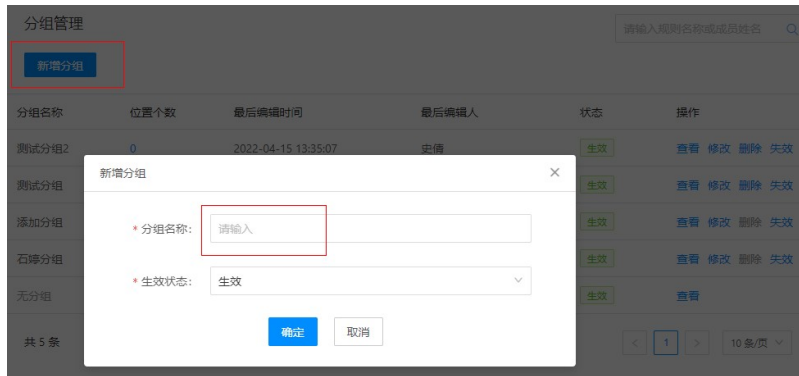 分组管理
请输入规则名称或成员姓名
新增分组
分组名称 位置个数 最后编辑时间 最后编辑人 状态 操作
测试分组2 0 2022-04-15 13:35:07 史倩 生效 查看 修改 删除 失效
新增分组
测试分组 生效 查看 修改 删除 失效
添加分组 生效 查看 修改 删除 失效
* 分组名称: 请输入
石婷分组 生效 查看 修改 删除 失效
* 生效状态: 生效
无分组 生效 查看
确定 取消
共 5 条 < 1 > 10 条/页